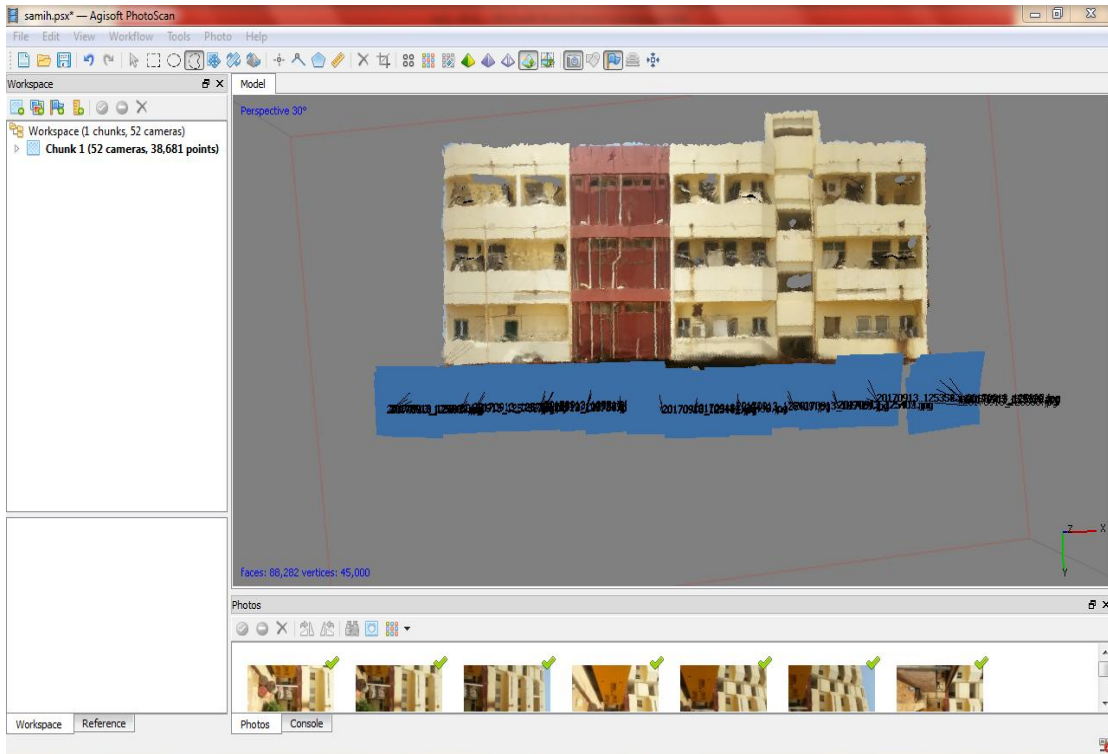 samih.psx* — Agisoft PhotoScan
File Edit View Workflow Tools Photo Help
Workspace
Model
Workspace (1 chunks, 52 cameras)
Chunk 1 (52 cameras, 38,681 points)
Perspective 30°
20170913_125358
Z X
Y
faces: 88,282 vertices: 45,000
Photos
Workspace Reference
Photos Console